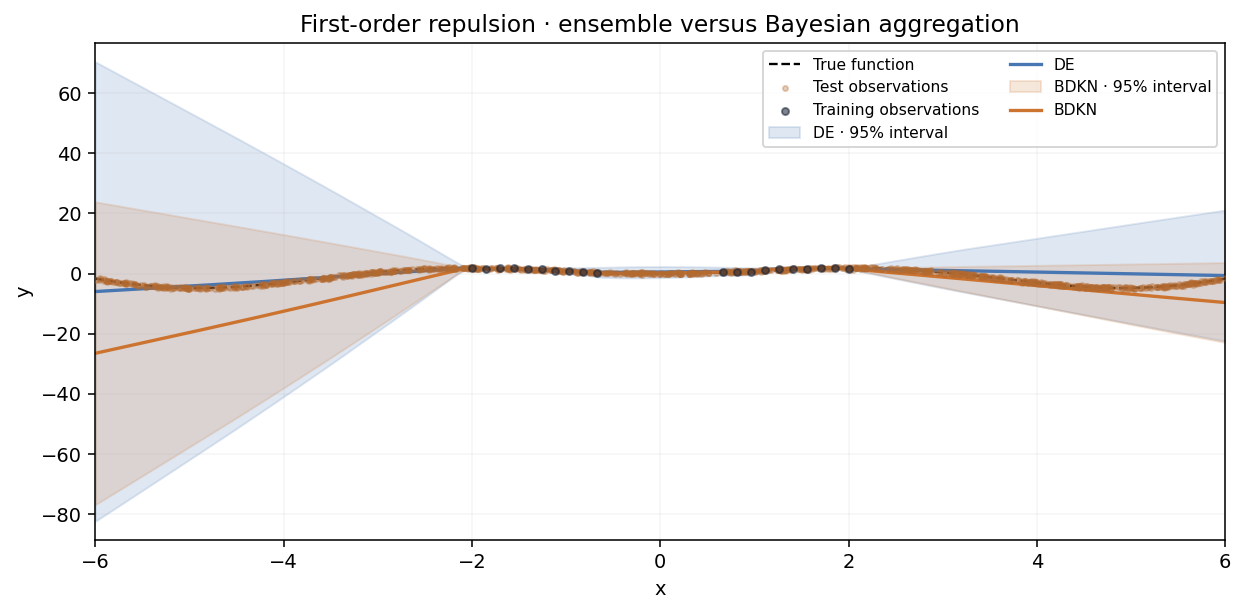 First-order repulsion · ensemble versus Bayesian aggregation
True function
Test observations
Training observations
DE · 95% interval
DE
BDKN · 95% interval
BDKN
y
60
40
20
0
−20
−40
−60
−80
−6
−4
−2
0
2
4
6
x